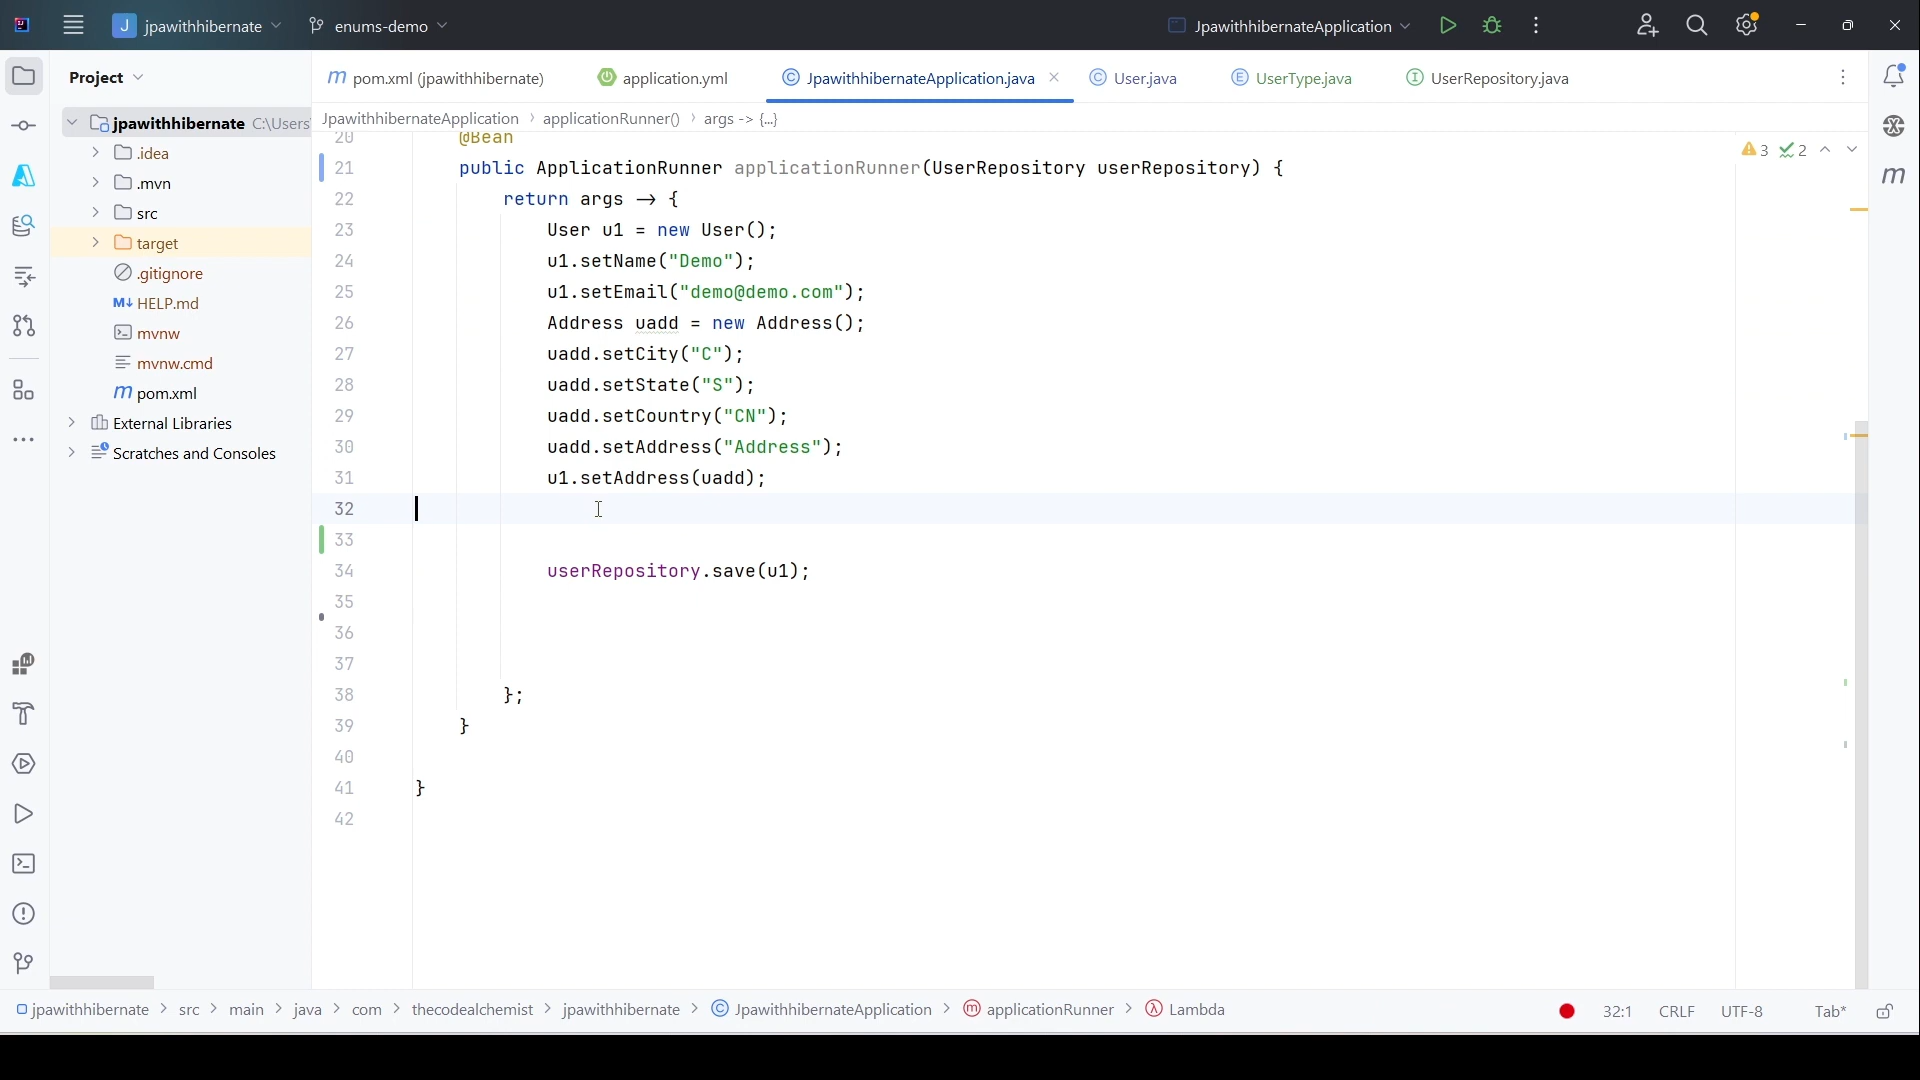 J jpawithhibernate enums-demo JpawithhibernateApplication
Project
pom.xml (jpawithhibernate) application.yml JpawithhibernateApplication.java User.java UserType.java UserRepository.java
jpawithhibernate C:\Users
JpawithhibernateApplication applicationRunner() args -> {...}
3 2
.idea
.mvn
src
target
.gitignore
HELP.md
mvnw
mvnw.cmd
pom.xml
External Libraries
Scratches and Consoles
20 @Bean
21 public ApplicationRunner applicationRunner(UserRepository userRepository) {
22 return args → {
23 User u1 = new User();
24 u1.setName("Demo");
25 u1.setEmail("demo@demo.com");
26 Address uadd = new Address();
27 uadd.setCity("C");
28 uadd.setState("S");
29 uadd.setCountry("CN");
30 uadd.setAddress("Address");
31 u1.setAddress(uadd);
32
33
34 userRepository.save(u1);
35
36
37
38 };
39 }
40
41 }
42
jpawithhibernate > src > main > java > com > thecodealchemist > jpawithhibernate > JpawithhibernateApplication > applicationRunner > Lambda
32:1 CRLF UTF-8 Tab*